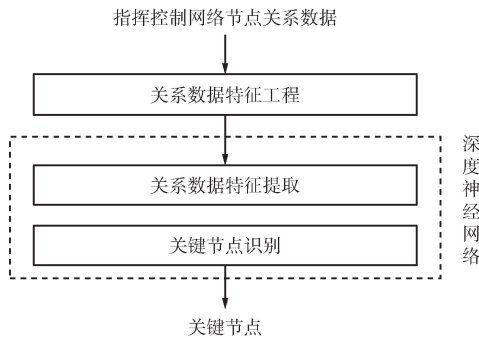 指挥控制网络节点关系数据
关系数据特征工程
关系数据特征提取
关键节点识别
深度神经网络
关键节点